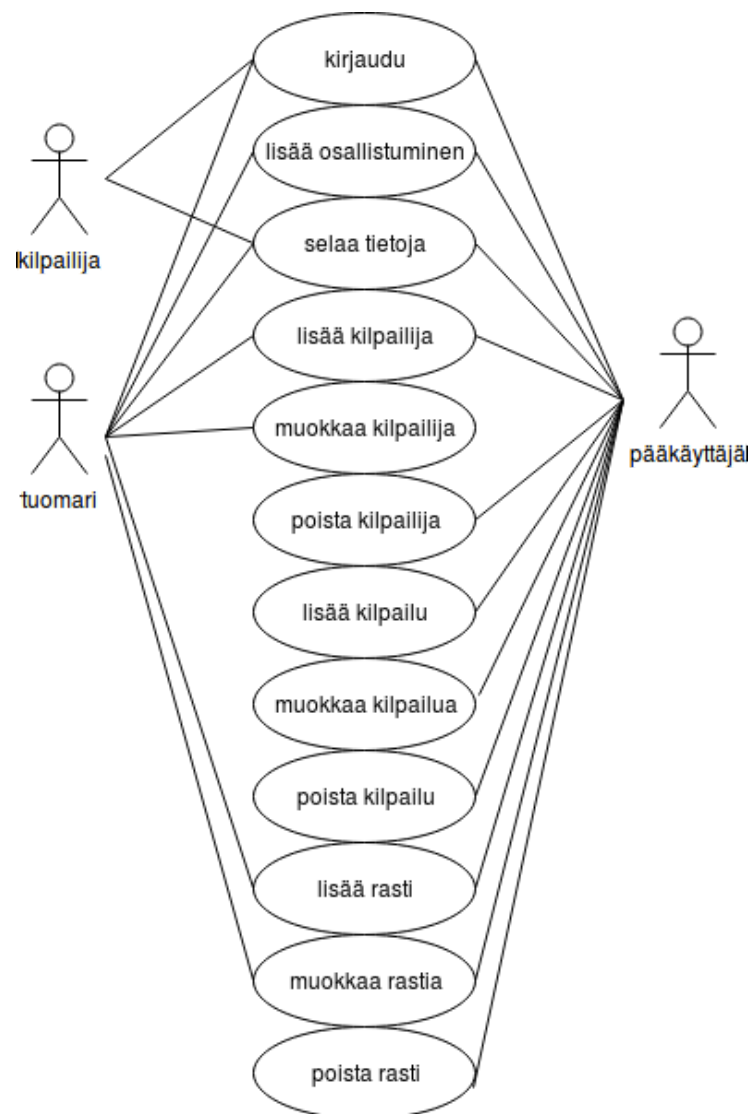 kirjaudu
lisää osallistuminen
selaa tietoja
kilpailija
lisää kilpailija
muokkaa kilpailija
pääkäyttäjä
tuomari
poista kilpailija
lisää kilpailu
muokkaa kilpailua
poista kilpailu
lisää rasti
muokkaa rastia
poista rasti